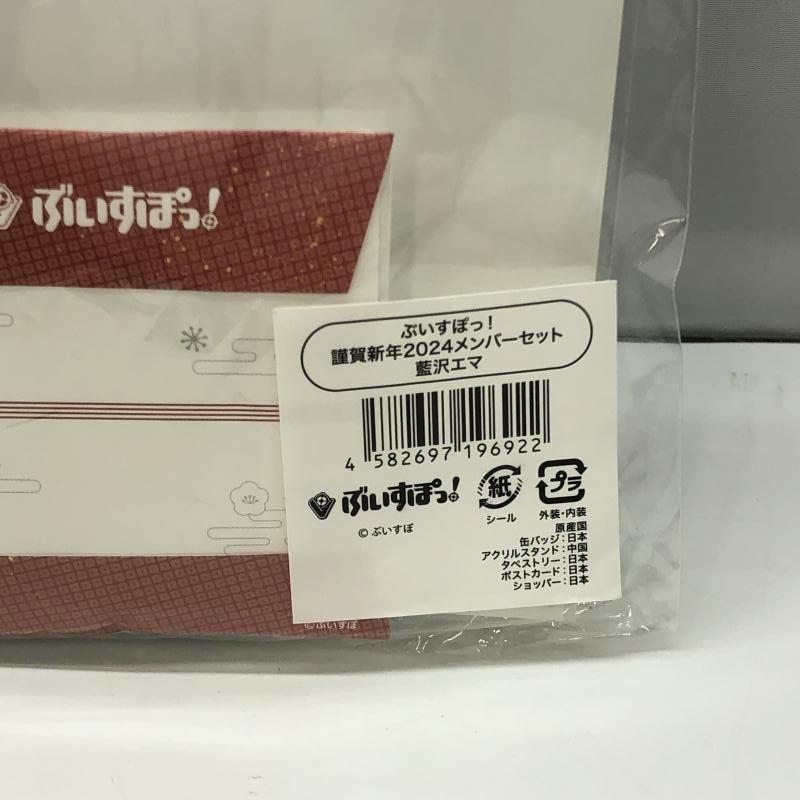 ぶいすぽっ!
ぶいすぽっ!
謹賀新年2024メンバーセット
藍沢エマ
4 582697 196922
ぶいすぽっ!
紙
プラ
シール
外装・内装
© ぶいすぽ
原産国
缶バッジ:日本
アクリルスタンド:中国
タペストリー:日本
ポストカード:日本
ショッパー:日本
©ぶいすぽ